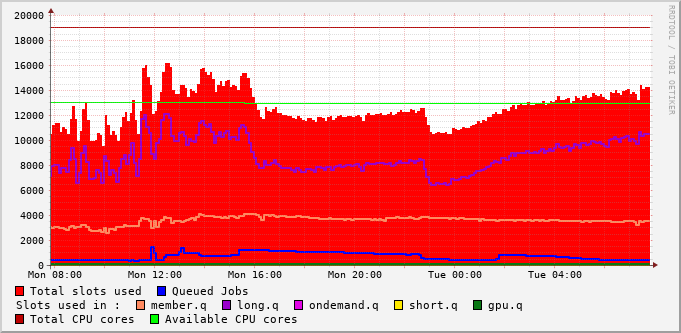 20000
18000
16000
14000
12000
10000
8000
6000
4000
2000
0
Mon 08:00 Mon 12:00 Mon 16:00 Mon 20:00 Tue 00:00 Tue 04:00
Total slots used Queued Jobs
Slots used in : member.q long.q ondemand.q short.q gpu.q
Total CPU cores Available CPU cores
RRDTOOL / TOBI OETIKER